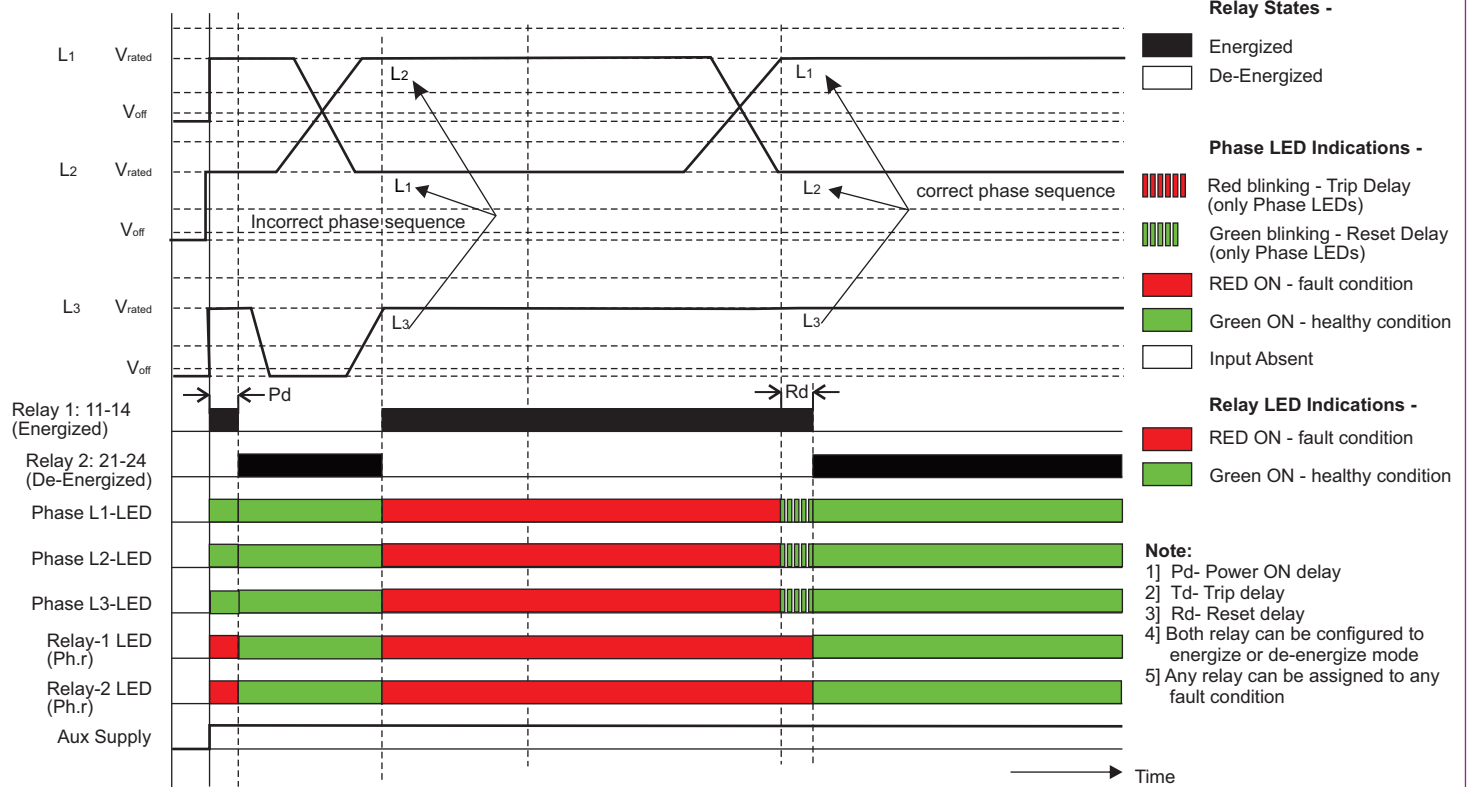 L1 Vrated
Voff
L2 Vrated
Voff
L3 Vrated
Voff
L2
L1
Incorrect phase sequence
L3
L1
L2
correct phase sequence
L3
Pd
Rd
Relay 1: 11-14
(Energized)
Relay 2: 21-24
(De-Energized)
Phase L1-LED
Phase L2-LED
Phase L3-LED
Relay-1 LED
(Ph.r)
Relay-2 LED
(Ph.r)
Aux Supply
Time
Relay States -
Energized
De-Energized
Phase LED Indications -
Red blinking - Trip Delay
(only Phase LEDs)
Green blinking - Reset Delay
(only Phase LEDs)
RED ON - fault condition
Green ON - healthy condition
Input Absent
Relay LED Indications -
RED ON - fault condition
Green ON - healthy condition
Note:
1] Pd- Power ON delay
2] Td- Trip delay
3] Rd- Reset delay
4] Both relay can be configured to
energize or de-energize mode
5] Any relay can be assigned to any
fault condition